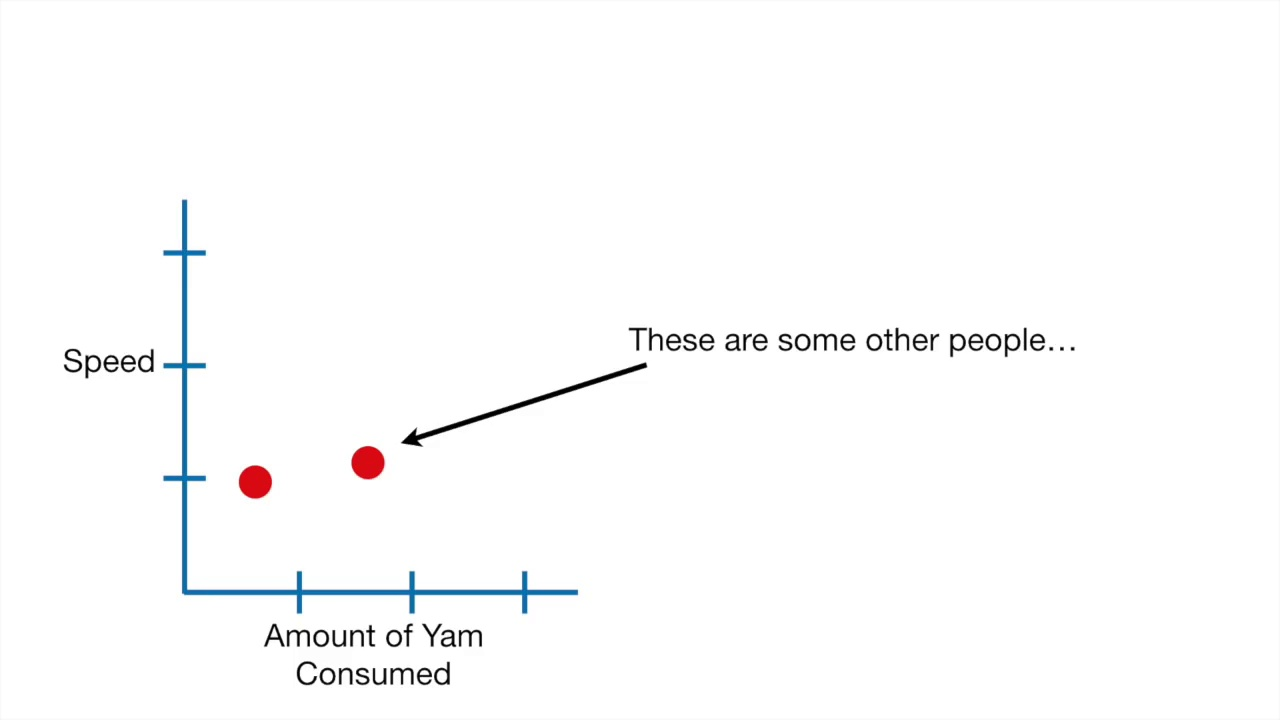 These are some other people…
Speed
Amount of Yam
Consumed